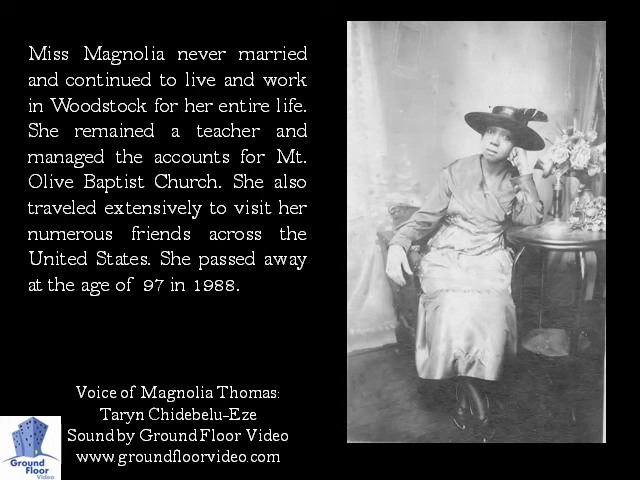 Miss Magnolia never married
and continued to live and work
in Woodstock for her entire life.
She remained a teacher and
managed the accounts for Mt.
Olive Baptist Church. She also
traveled extensively to visit her
numerous friends across the
United States. She passed away
at the age of 97 in 1988.
Voice of Magnolia Thomas:
Taryn Chidebelu-Eze
Sound by Ground Floor Video
www.groundfloorvideo.com
Ground
Floor
Video